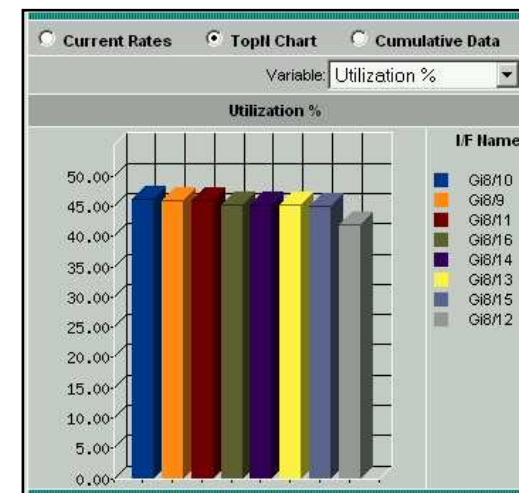 Current Rates TopN Chart Cumulative Data
Variable: Utilization %
Utilization %
I/F Name
50.00
45.00
40.00
35.00
30.00
25.00
20.00
15.00
10.00
5.00
0.00
Gi8/10
Gi8/9
Gi8/11
Gi8/16
Gi8/14
Gi8/13
Gi8/15
Gi8/12